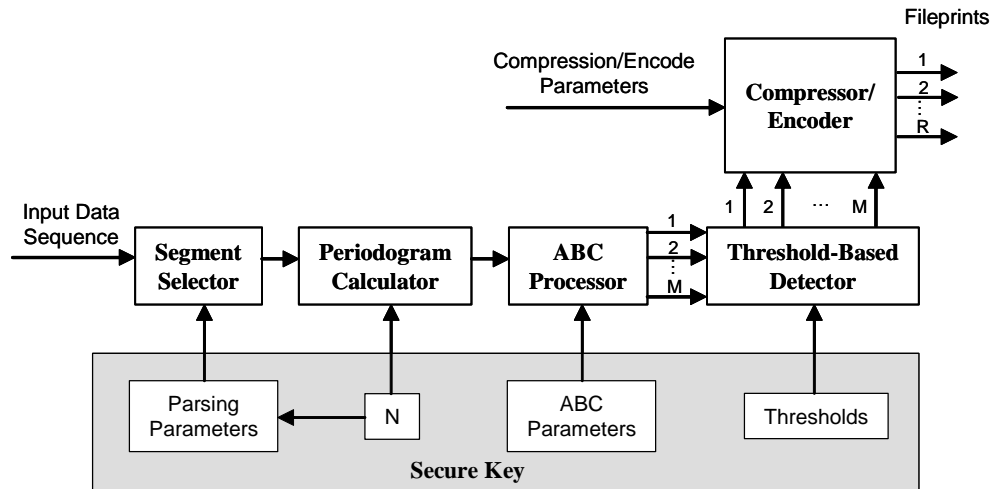 Fileprints
Compression/Encode
Parameters
Compressor/
Encoder
1
2
...
R
1
2
...
M
Input Data
Sequence
Segment
Selector
Periodogram
Calculator
ABC
Processor
1
2
...
M
Threshold-Based
Detector
Parsing
Parameters
N
ABC
Parameters
Thresholds
Secure Key